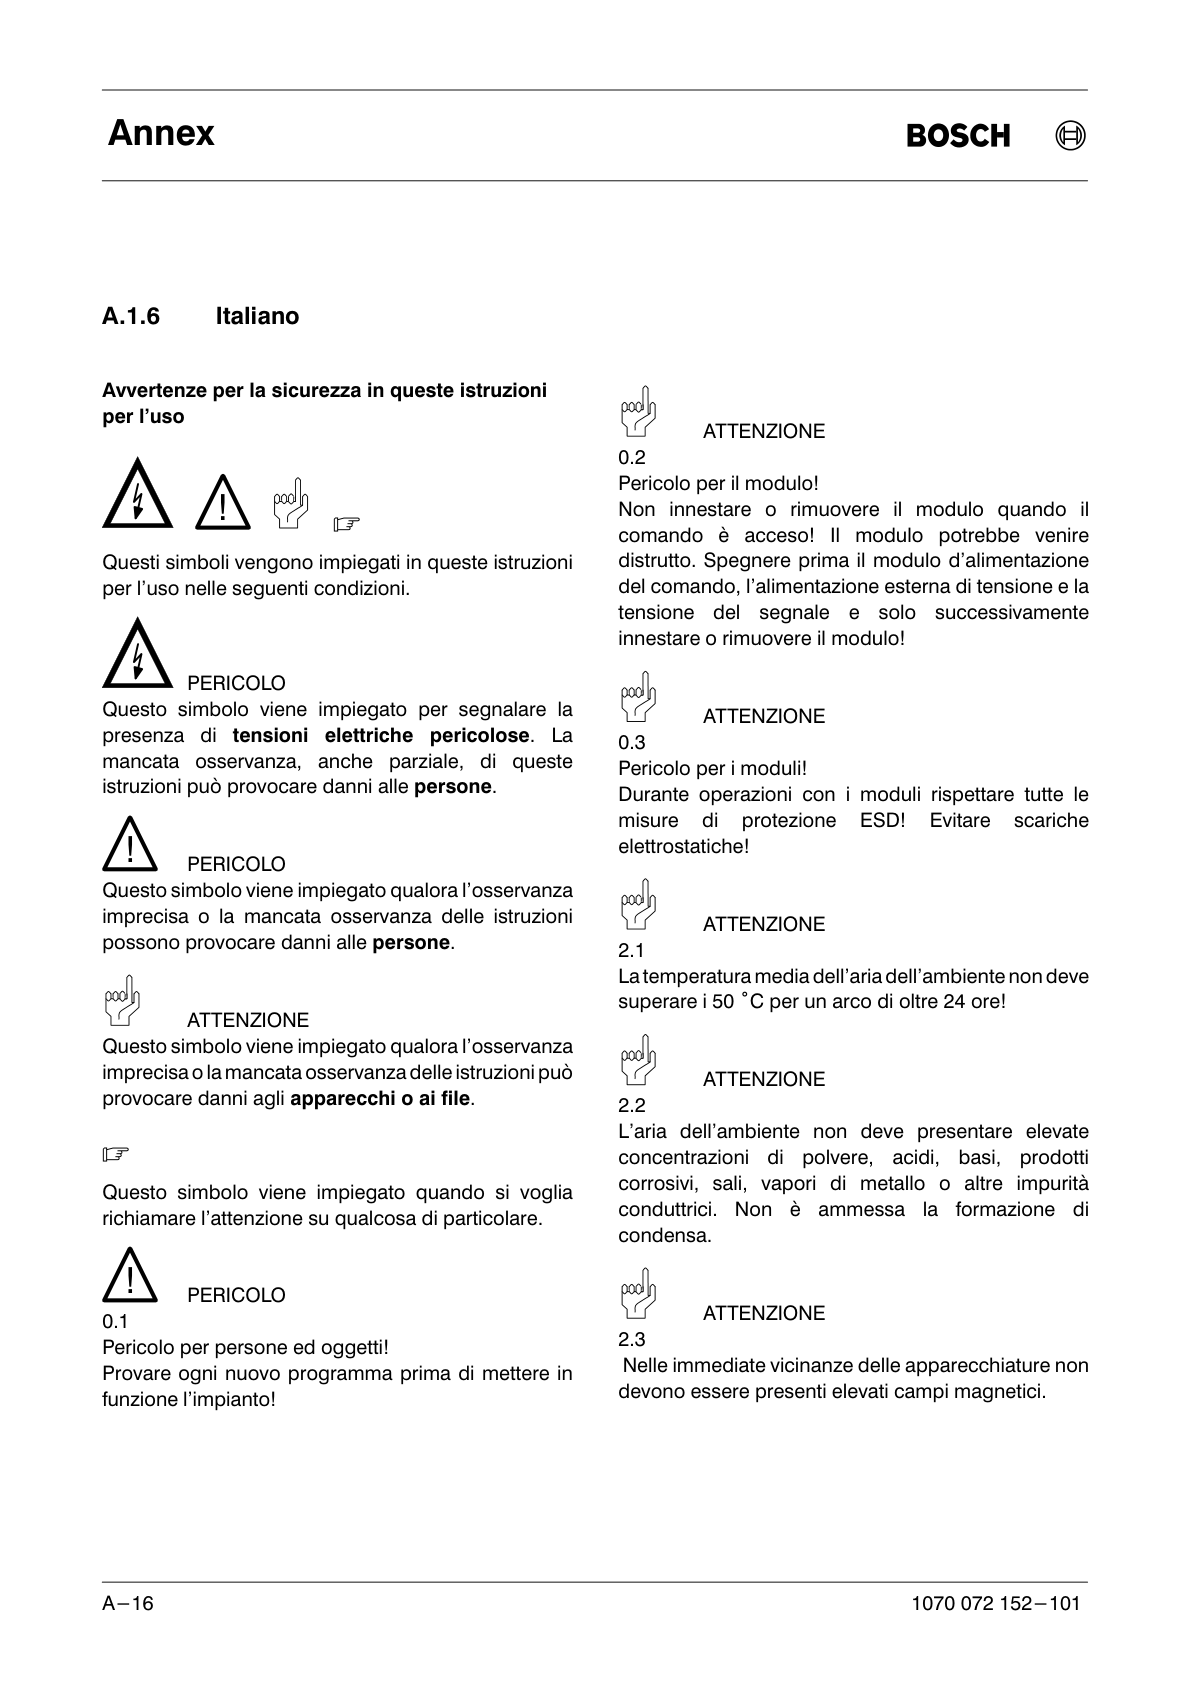 Annex
BOSCH
A.1.6 Italiano
Avvertenze per la sicurezza in queste istruzioni
per l’uso
Questi simboli vengono impiegati in queste istruzioni
per l’uso nelle seguenti condizioni.
PERICOLO
Questo simbolo viene impiegato per segnalare la
presenza di tensioni elettriche pericolose. La
mancata osservanza, anche parziale, di queste
istruzioni può provocare danni alle persone.
PERICOLO
Questo simbolo viene impiegato qualora l’osservanza
imprecisa o la mancata osservanza delle istruzioni
possono provocare danni alle persone.
ATTENZIONE
Questo simbolo viene impiegato qualora l’osservanza
imprecisa o la mancata osservanza delle istruzioni può
provocare danni agli apparecchi o ai file.
Questo simbolo viene impiegato quando si voglia
richiamare l’attenzione su qualcosa di particolare.
PERICOLO
0.1
Pericolo per persone ed oggetti!
Provare ogni nuovo programma prima di mettere in
funzione l’impianto!
ATTENZIONE
0.2
Pericolo per il modulo!
Non innestare o rimuovere il modulo quando il
comando è acceso! Il modulo potrebbe venire
distrutto. Spegnere prima il modulo d’alimentazione
del comando, l’alimentazione esterna di tensione e la
tensione del segnale e solo successivamente
innestare o rimuovere il modulo!
ATTENZIONE
0.3
Pericolo per i moduli!
Durante operazioni con i moduli rispettare tutte le
misure di protezione ESD! Evitare scariche
elettrostatiche!
ATTENZIONE
2.1
La temperatura media dell’aria dell’ambiente non deve
superare i 50 ˚C per un arco di oltre 24 ore!
ATTENZIONE
2.2
L’aria dell’ambiente non deve presentare elevate
concentrazioni di polvere, acidi, basi, prodotti
corrosivi, sali, vapori di metallo o altre impurità
conduttrici. Non è ammessa la formazione di
condensa.
ATTENZIONE
2.3
Nelle immediate vicinanze delle apparecchiature non
devono essere presenti elevati campi magnetici.
A−16
1070 072 152−101